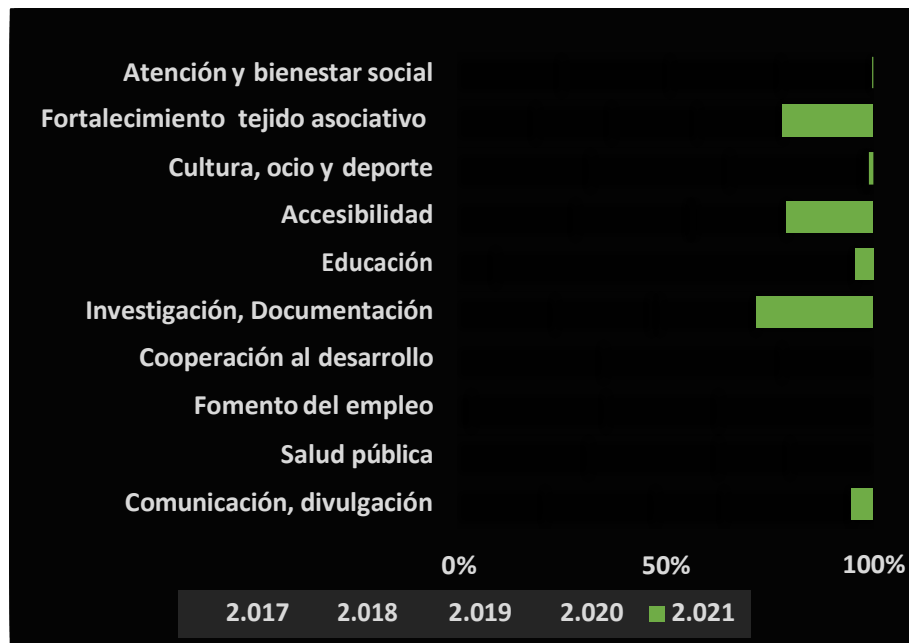 Atención y bienestar social
Fortalecimiento tejido asociativo
Cultura, ocio y deporte
Accesibilidad
Educación
Investigación, Documentación
Cooperación al desarrollo
Fomento del empleo
Salud pública
Comunicación, divulgación
0% 50% 100%
2.017 2.018 2.019 2.020 2.021